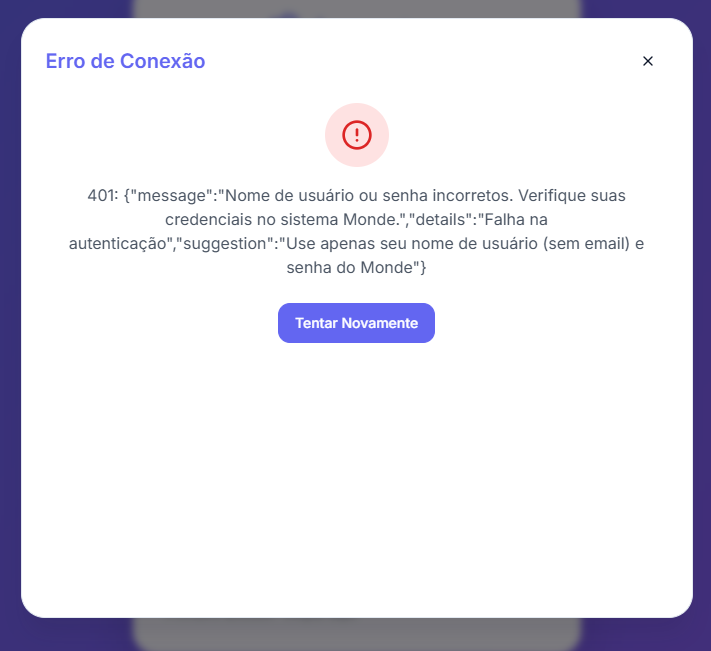 Erro de Conexão
401: {"message":"Nome de usuário ou senha incorretos. Verifique suas
credenciais no sistema Monde.","details":"Falha na
autenticação","suggestion":"Use apenas seu nome de usuário (sem email) e
senha do Monde"}
Tentar Novamente